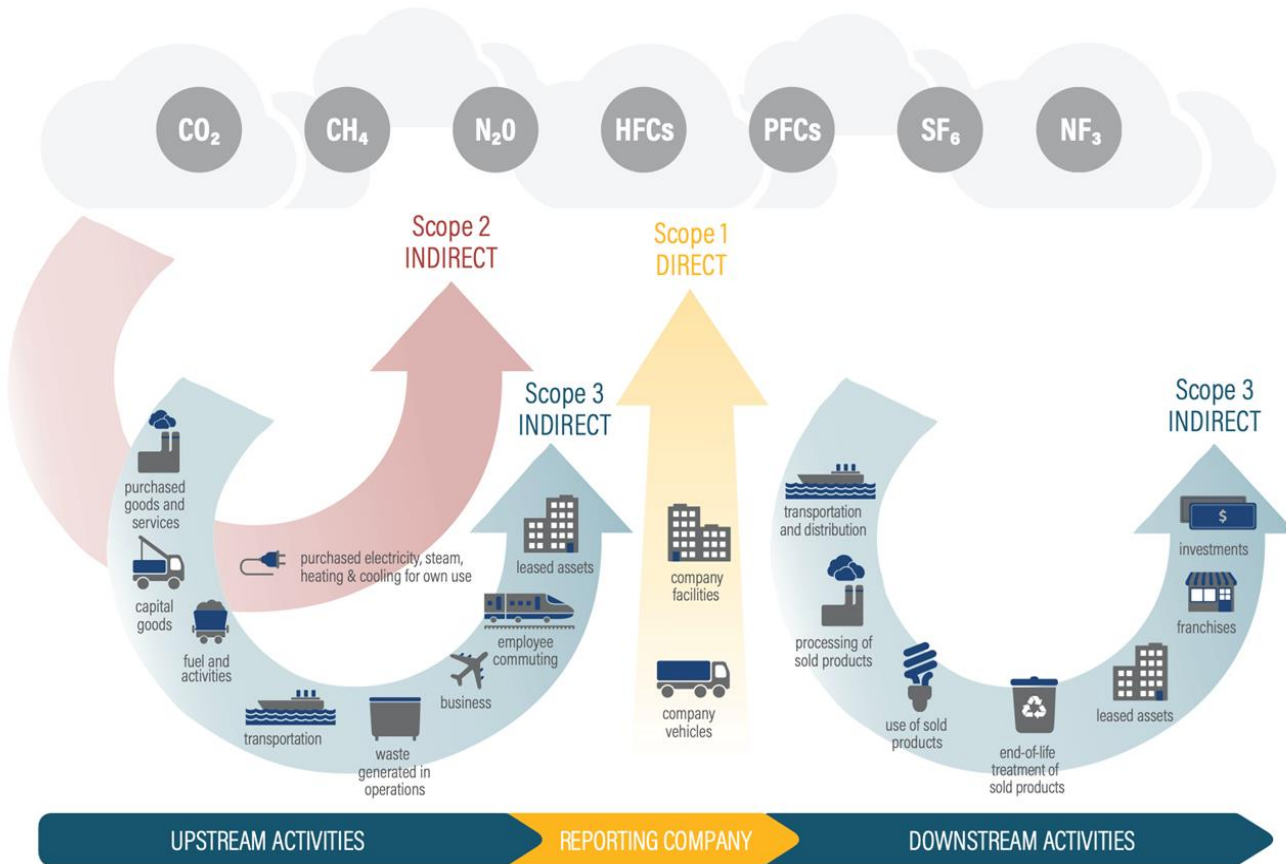 CO₂
CH₄
N₂0
HFCs
PFCs
SF₆
NF₃
Scope 2
INDIRECT
Scope 1
DIRECT
Scope 3
INDIRECT
Scope 3
INDIRECT
purchased
goods and
services
capital
goods
fuel and
activities
transportation
waste
generated in
operations
business
employee
commuting
leased assets
purchased electricity, steam,
heating & cooling for own use
company
facilities
company
vehicles
transportation
and distribution
processing of
sold products
use of sold
products
end-of-life
treatment of
sold products
leased assets
franchises
investments
$
UPSTREAM ACTIVITIES
REPORTING COMPANY
DOWNSTREAM ACTIVITIES